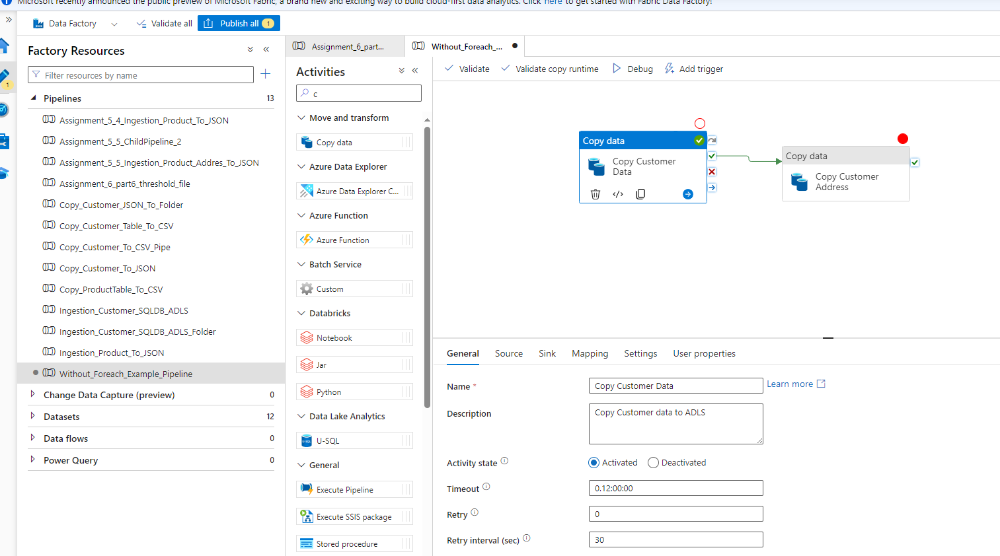 Microsoft recently announced the public preview of Microsoft Fabric, a brand new and exciting way to build cloud-first data analytics. Click here to get started with Fabric Data Factory!
Data Factory
Validate all
Publish all 1
1
Factory Resources
Filter resources by name
Pipelines 13
Assignment_5_4_Ingestion_Product_To_JSON
Assignment_5_5_ChildPipeline_2
Assignment_5_5_Ingestion_Product_Addres_To_JSON
Assignment_6_part6_threshold_file
Copy_Customer_JSON_To_Folder
Copy_Customer_Table_To_CSV
Copy_Customer_To_CSV_Pipe
Copy_Customer_To_JSON
Copy_ProductTable_To_CSV
Ingestion_Customer_SQLDB_ADLS
Ingestion_Customer_SQLDB_ADLS_Folder
Ingestion_Product_To_JSON
Without_Foreach_Example_Pipeline
Change Data Capture (preview) 0
Datasets 12
Data flows 0
Power Query 0
Assignment_6_part...
Without_Foreach_...
Activities
c
Move and transform
Copy data
Azure Data Explorer
Azure Data Explorer C...
Azure Function
Azure Function
Batch Service
Custom
Databricks
Notebook
Jar
Python
Data Lake Analytics
U-SQL
General
Execute Pipeline
Execute SSIS package
Stored procedure
Validate
Validate copy runtime
Debug
Add trigger
Copy data
Copy Customer
Data
Copy data
Copy Customer
Address
General
Source
Sink
Mapping
Settings
User properties
Name *
Copy Customer Data
Learn more
Description
Copy Customer data to ADLS
Activity state
Activated
Deactivated
Timeout
0.12:00:00
Retry
0
Retry interval (sec)
30